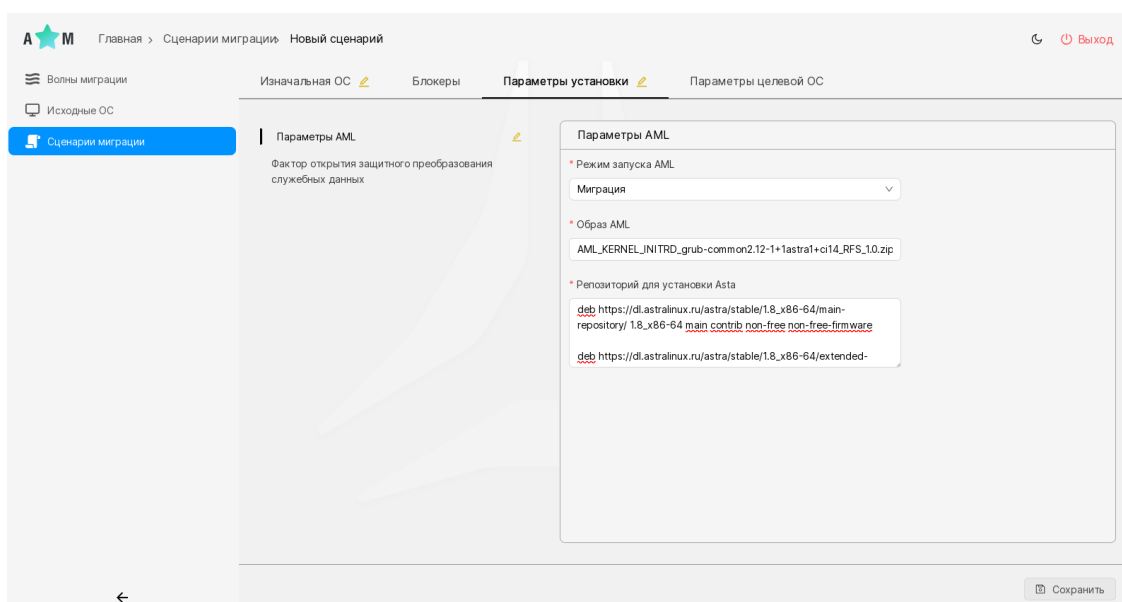 А М
Главная › Сценарии миграции › Новый сценарий
Выход
Волны миграции
Исходные ОС
Сценарии миграции
Изначальная ОС Блокеры Параметры установки Параметры целевой ОС
Параметры AML
Фактор открытия защитного преобразования
служебных данных
Параметры AML
* Режим запуска AML
Миграция
* Образ AML
AML_KERNEL_INITRD_grub-common2.12-1+1astra1+ci14_RFS_1.0.zip
* Репозиторий для установки Asta
deb https://dl.astralinux.ru/astra/stable/1.8_x86-64/main-
repository/ 1.8_x86-64 main contrib non-free non-free-firmware
deb https://dl.astralinux.ru/astra/stable/1.8_x86-64/extended-
Сохранить